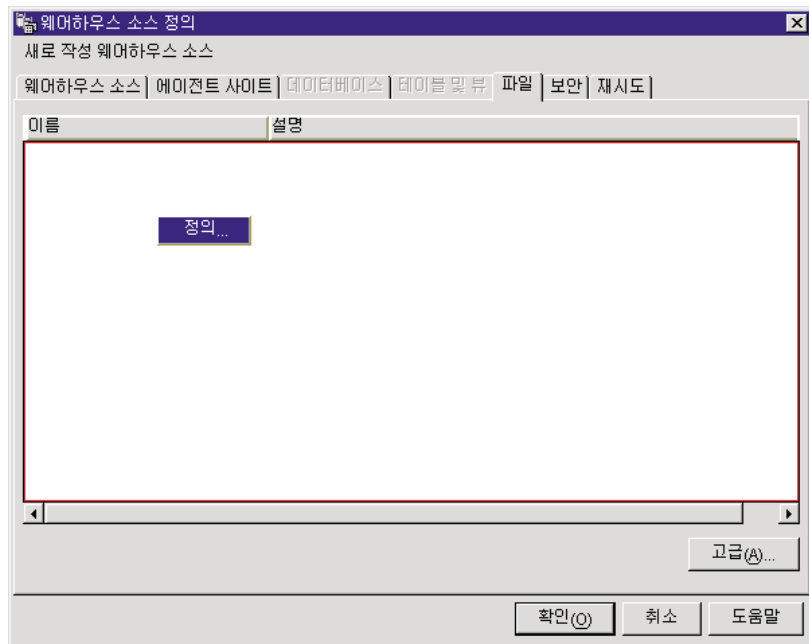 웨어하우스 소스 정의
새로 작성 웨어하우스 소스
웨어하우스 소스 에이전트 사이트 데이터베이스 테이블 및 뷰 파일 보안 재시도
이름 설명
정의...
고급(A)...
확인(O) 취소 도움말